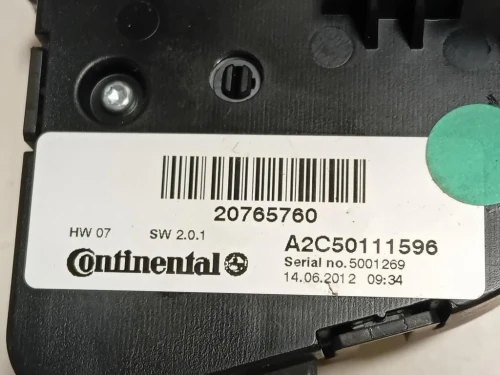 20765760
HW 07 SW 2.0.1 A2C50111596
Continental Serial no. 5001269
14.06.2012 09:34